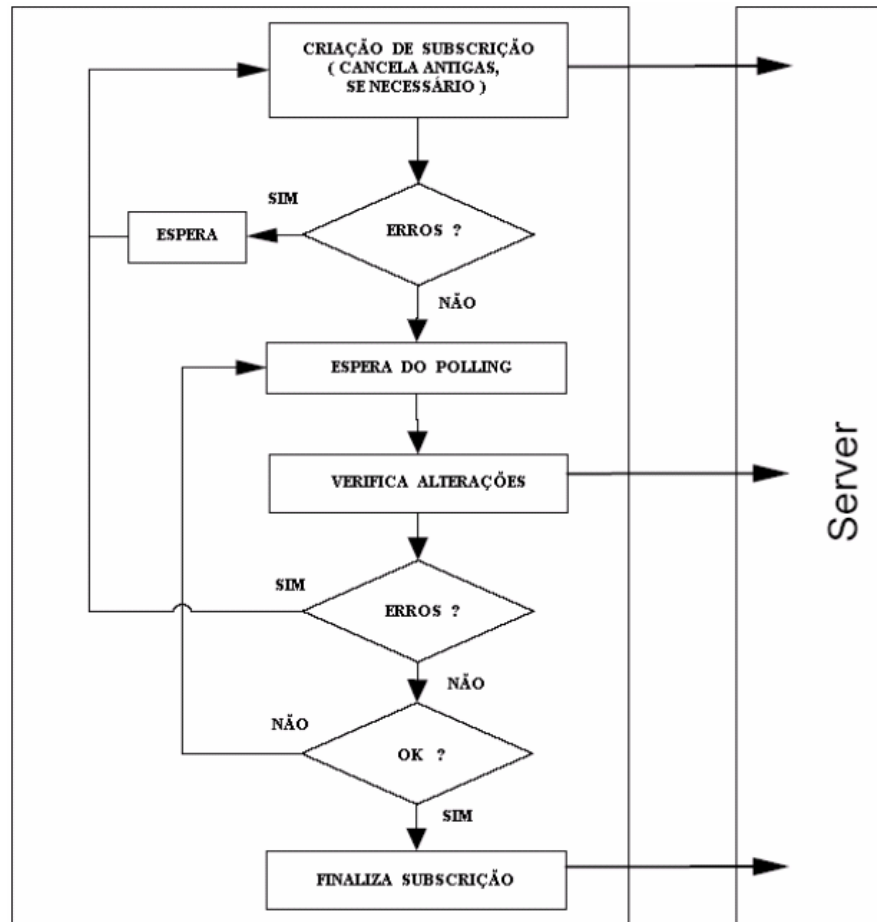 CRIAÇÃO DE SUBSCRIÇÃO
( CANCELA ANTIGAS,
SE NECESSÁRIO )
SIM
ESPERA
ERROS ?
NÃO
ESPERA DO POLLING
VERIFICA ALTERAÇÕES
SIM
ERROS ?
NÃO
NÃO
OK ?
SIM
FINALIZA SUBSCRIÇÃO
Server